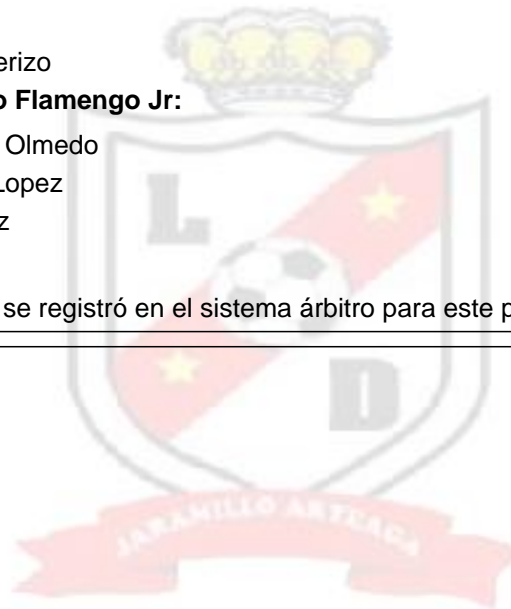 erizo
o Flamengo Jr:
Olmedo
Lopez
z
L
se registró en el sistema árbitro para este p
D
JARAMILLO ARTEAGA